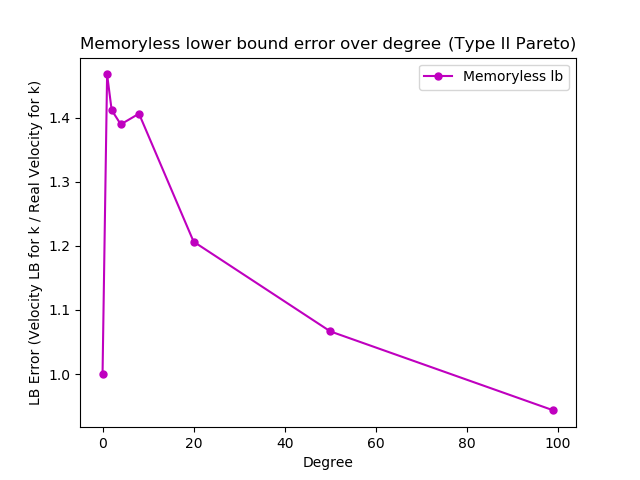 Memoryless lower bound error over degree (Type II Pareto)
Memoryless lb
LB Error (Velocity LB for k / Real Velocity for k)
1.4
1.3
1.2
1.1
1.0
0 20 40 60 80 100
Degree